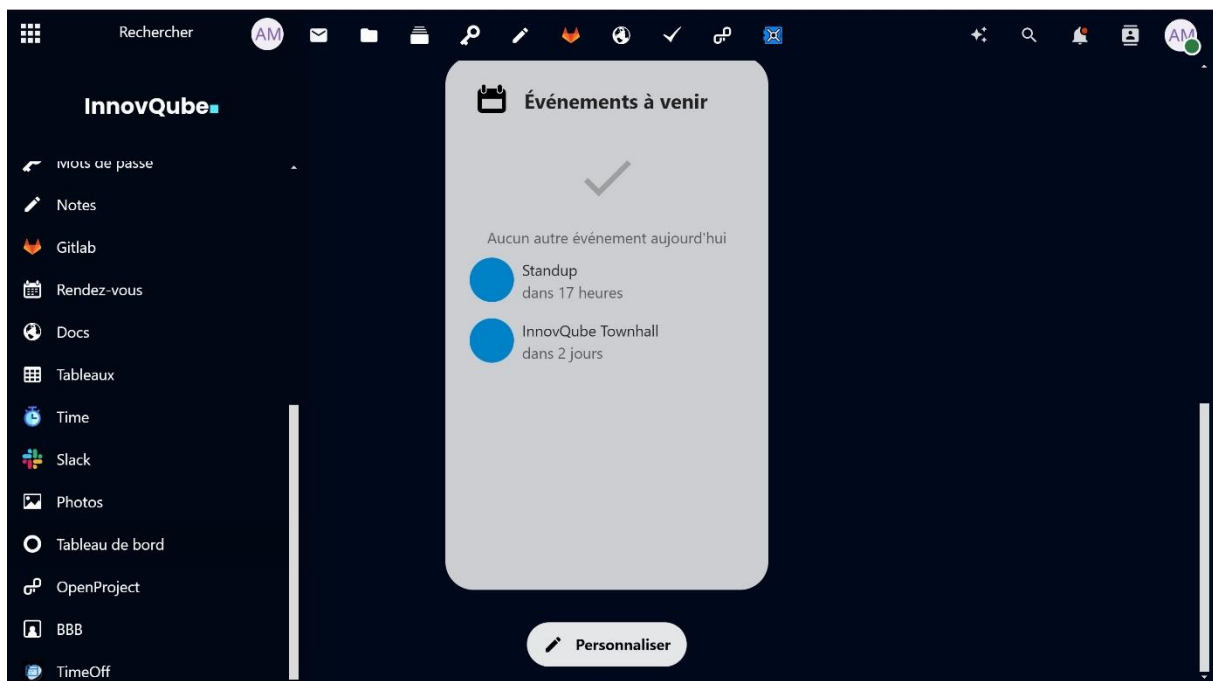 Rechercher
AM
AM
InnovQube
Mots de passe
Notes
Gitlab
Rendez-vous
Docs
Tableaux
Time
Slack
Photos
Tableau de bord
OpenProject
BBB
TimeOff
Événements à venir
Aucun autre événement aujourd'hui
Standup
dans 17 heures
InnovQube Townhall
dans 2 jours
Personnaliser